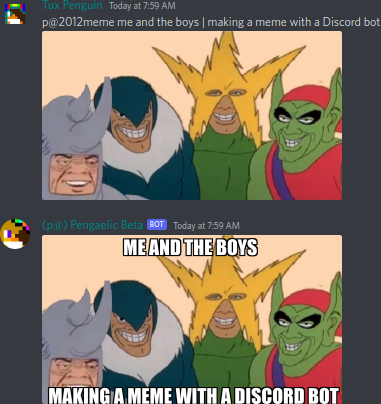 Tux Penguin Today at 7:59 AM
p@2012meme me and the boys | making a meme with a Discord bot
(p@) Pengaelic Beta BOT Today at 7:59 AM
ME AND THE BOYS
MAKING A MEME WITH A DISCORD BOT